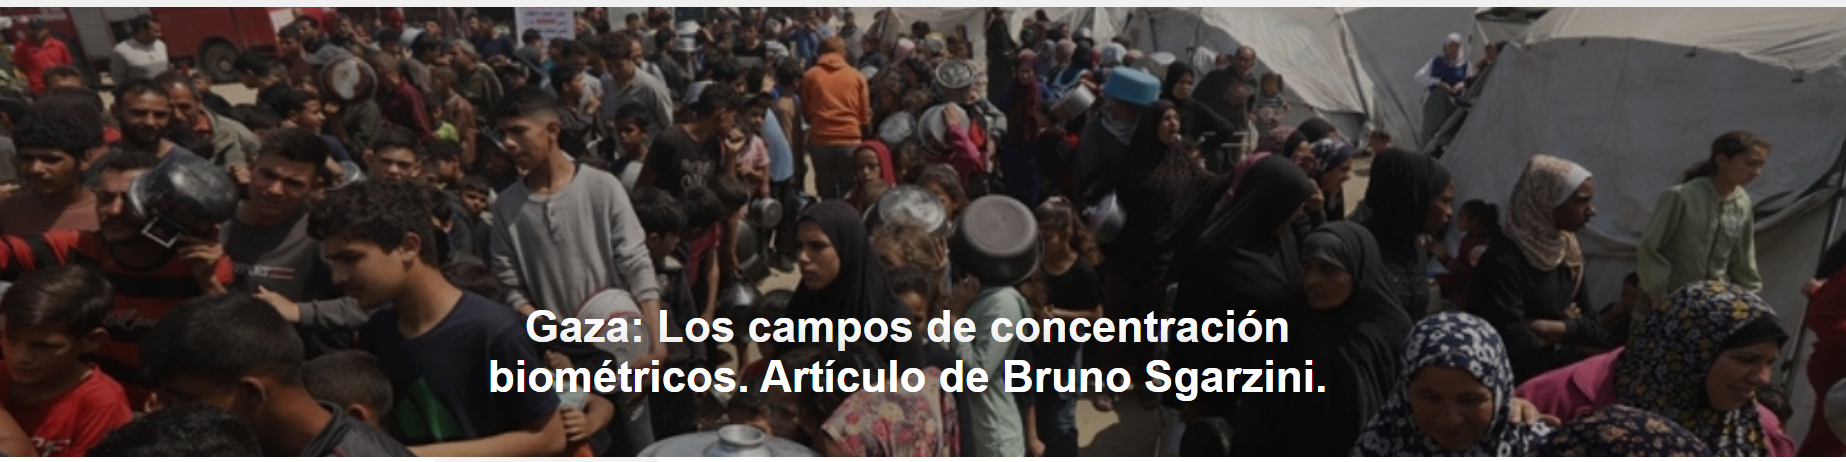 Gaza: Los campos de concentración
biométricos. Artículo de Bruno Sgarzini.